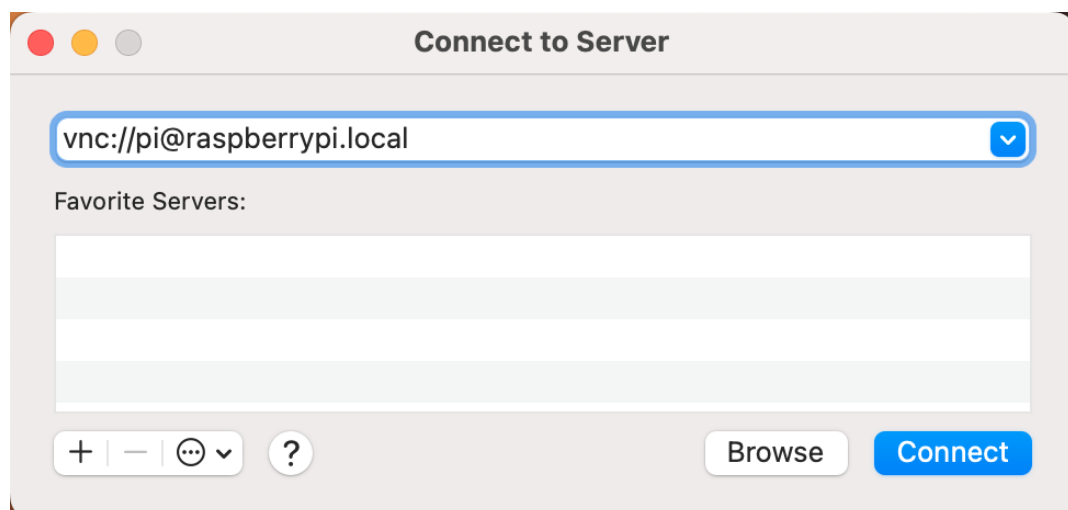 Connect to Server
vnc://pi@raspberrypi.local
Favorite Servers:
+ − ?
Browse Connect